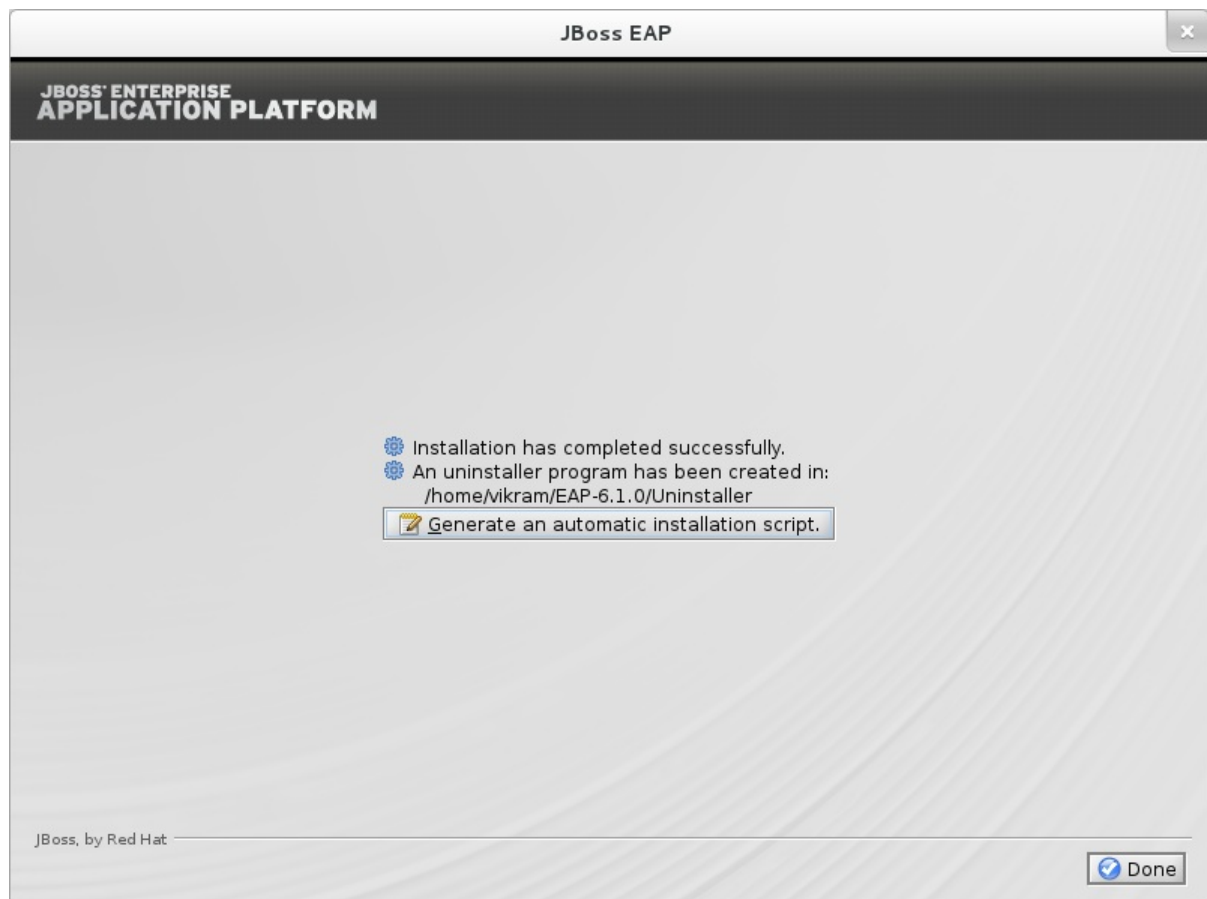 JBoss EAP
JBOSS® ENTERPRISE
APPLICATION PLATFORM
Installation has completed successfully.
An uninstaller program has been created in:
/home/vikram/EAP-6.1.0/Uninstaller
Generate an automatic installation script.
JBoss, by Red Hat
Done